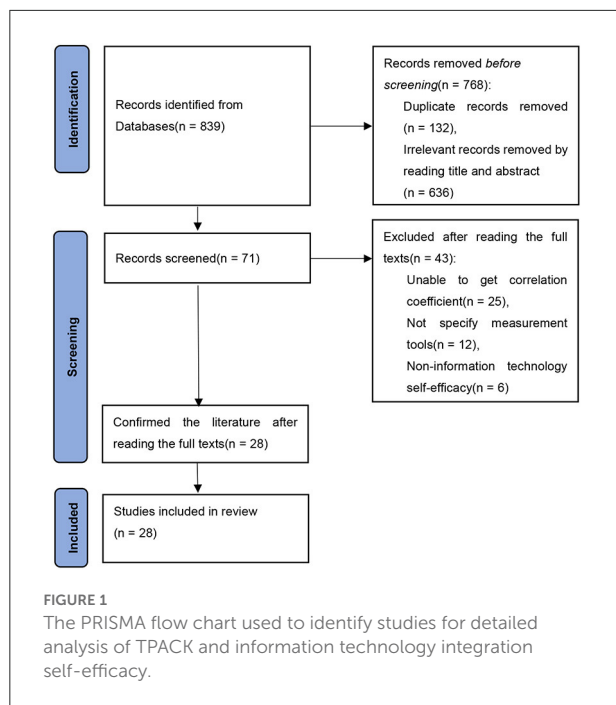 Identification
Records identified from
Databases(n = 839)
Records removed before
screening(n = 768):
Duplicate records removed
(n = 132),
Irrelevant records removed by
reading title and abstract
(n = 636)
Screening
Records screened(n = 71)
Excluded after reading the full
texts(n = 43):
Unable to get correlation
coefficient(n = 25),
Not specify measurement
tools(n = 12),
Non-information technology
self-efficacy(n = 6)
Confirmed the literature after
reading the full texts(n = 28)
Included
Studies included in review
(n = 28)
FIGURE 1
The PRISMA flow chart used to identify studies for detailed
analysis of TPACK and information technology integration
self-efficacy.